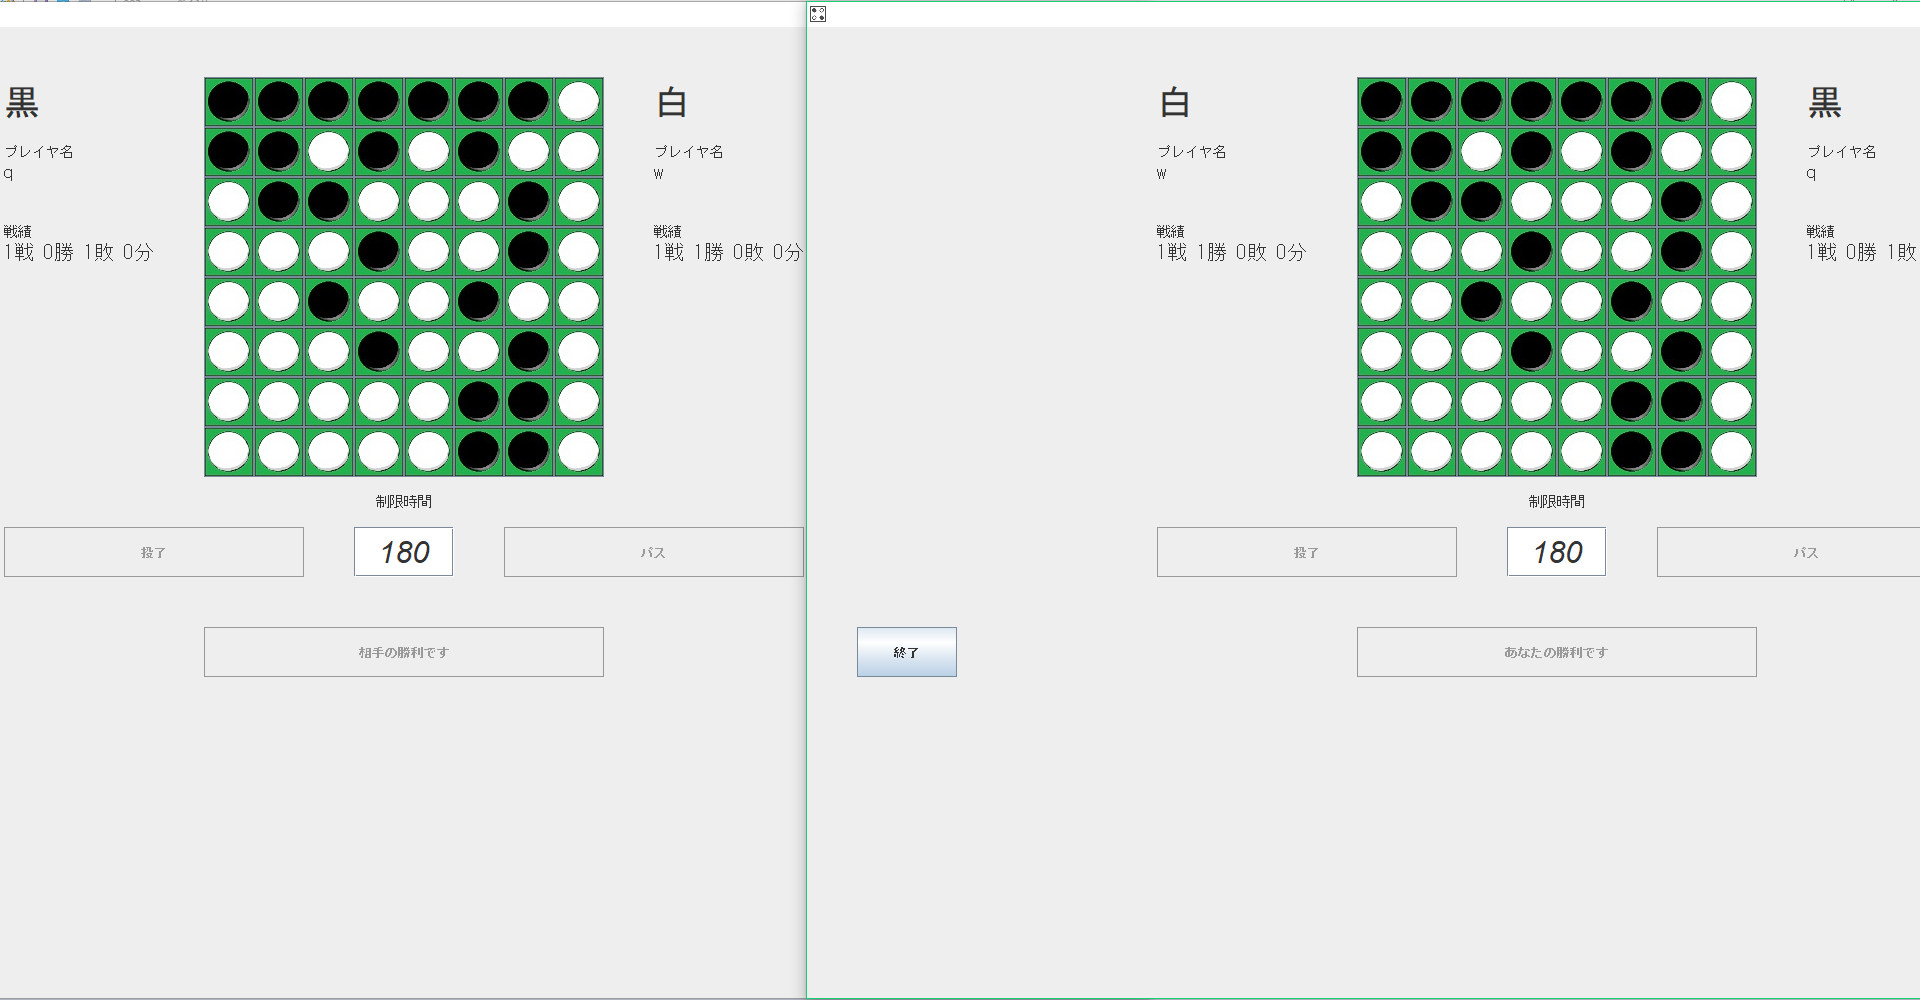 黒
プレイヤ名
q
戦績
1戦 0勝 1敗 0分
白
プレイヤ名
w
戦績
1戦 1勝 0敗 0分
制限時間
投了
180
パス
相手の勝利です
白
プレイヤ名
w
戦績
1戦 1勝 0敗 0分
黒
プレイヤ名
q
戦績
1戦 0勝 1敗
制限時間
投了
180
パス
終了
あなたの勝利です